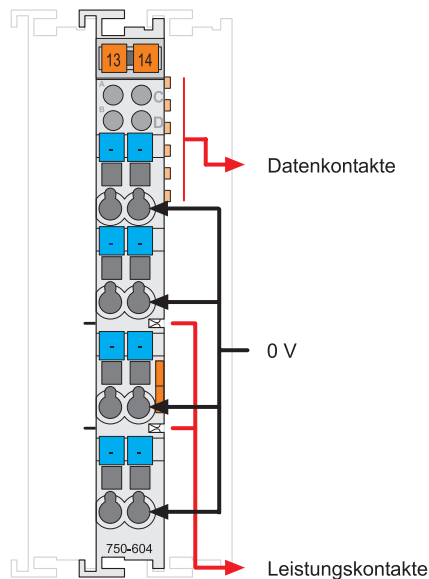 13 14
A
C
B
D
- -
Datenkontakte
- -
0 V
- -
- -
750-604
Leistungskontakte